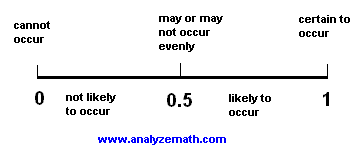 cannot
occur
may or may
not occur
evenly
certain to
occur
0
not likely
to occur
0.5
likely to
occur
1
www.analyzemath.com